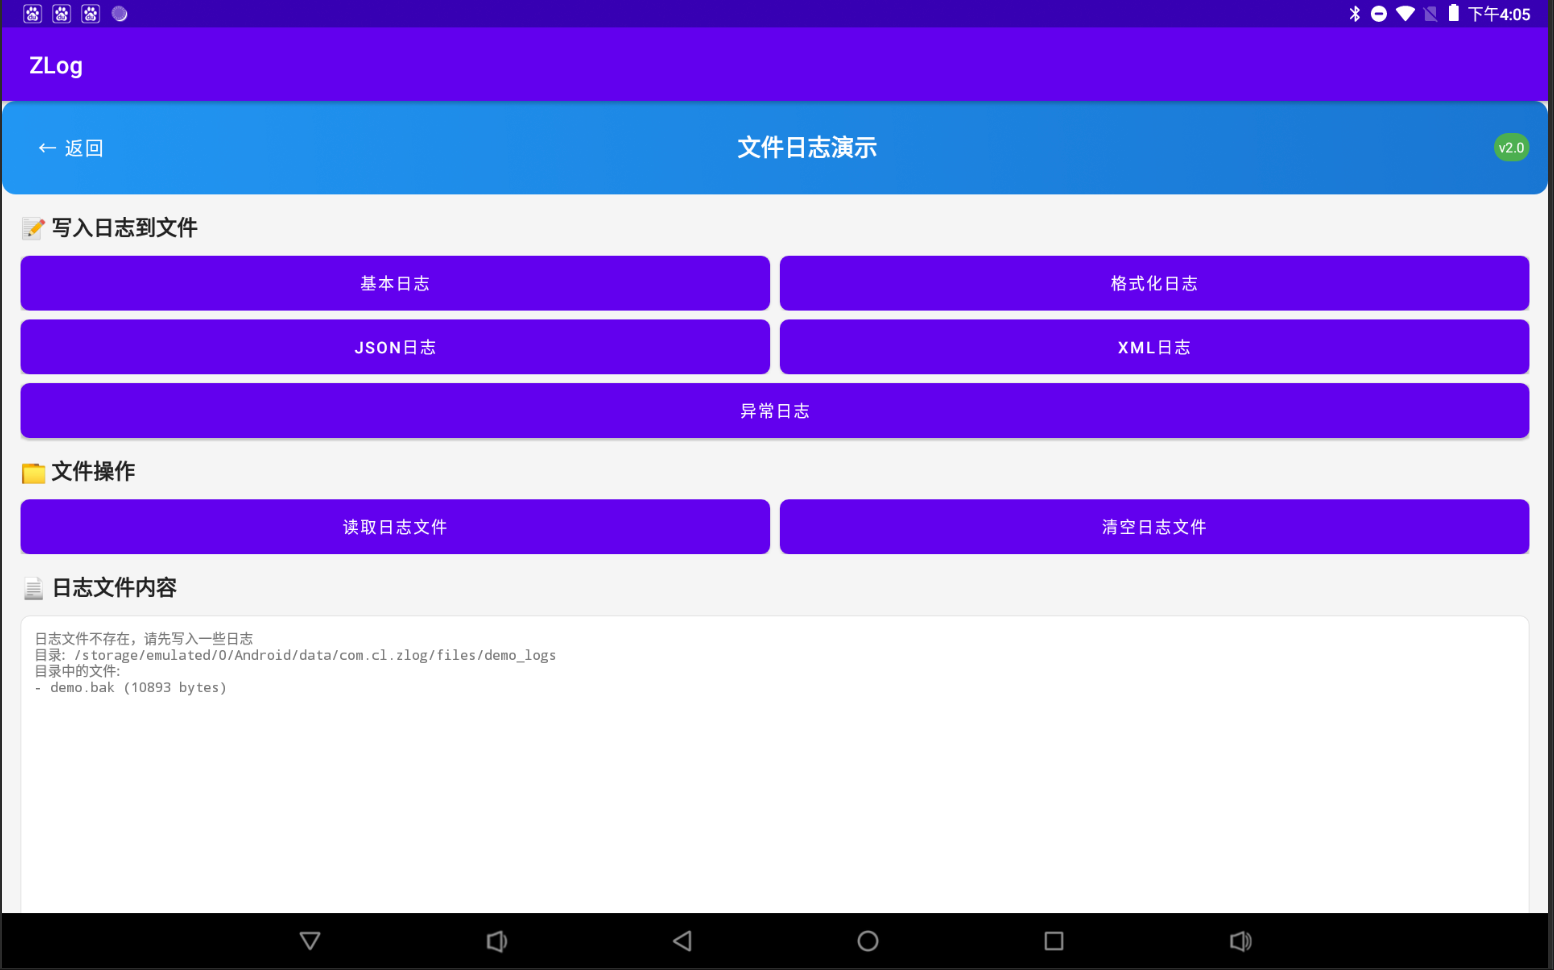 下午4:05
ZLog
← 返回
文件日志演示
v2.0
写入日志到文件
基本日志
格式化日志
JSON日志
XML日志
异常日志
文件操作
读取日志文件
清空日志文件
日志文件内容
日志文件不存在，请先写入一些日志
目录: /storage/emulated/0/Android/data/com.cl.zlog/files/demo_logs
目录中的文件:
- demo.bak (10893 bytes)